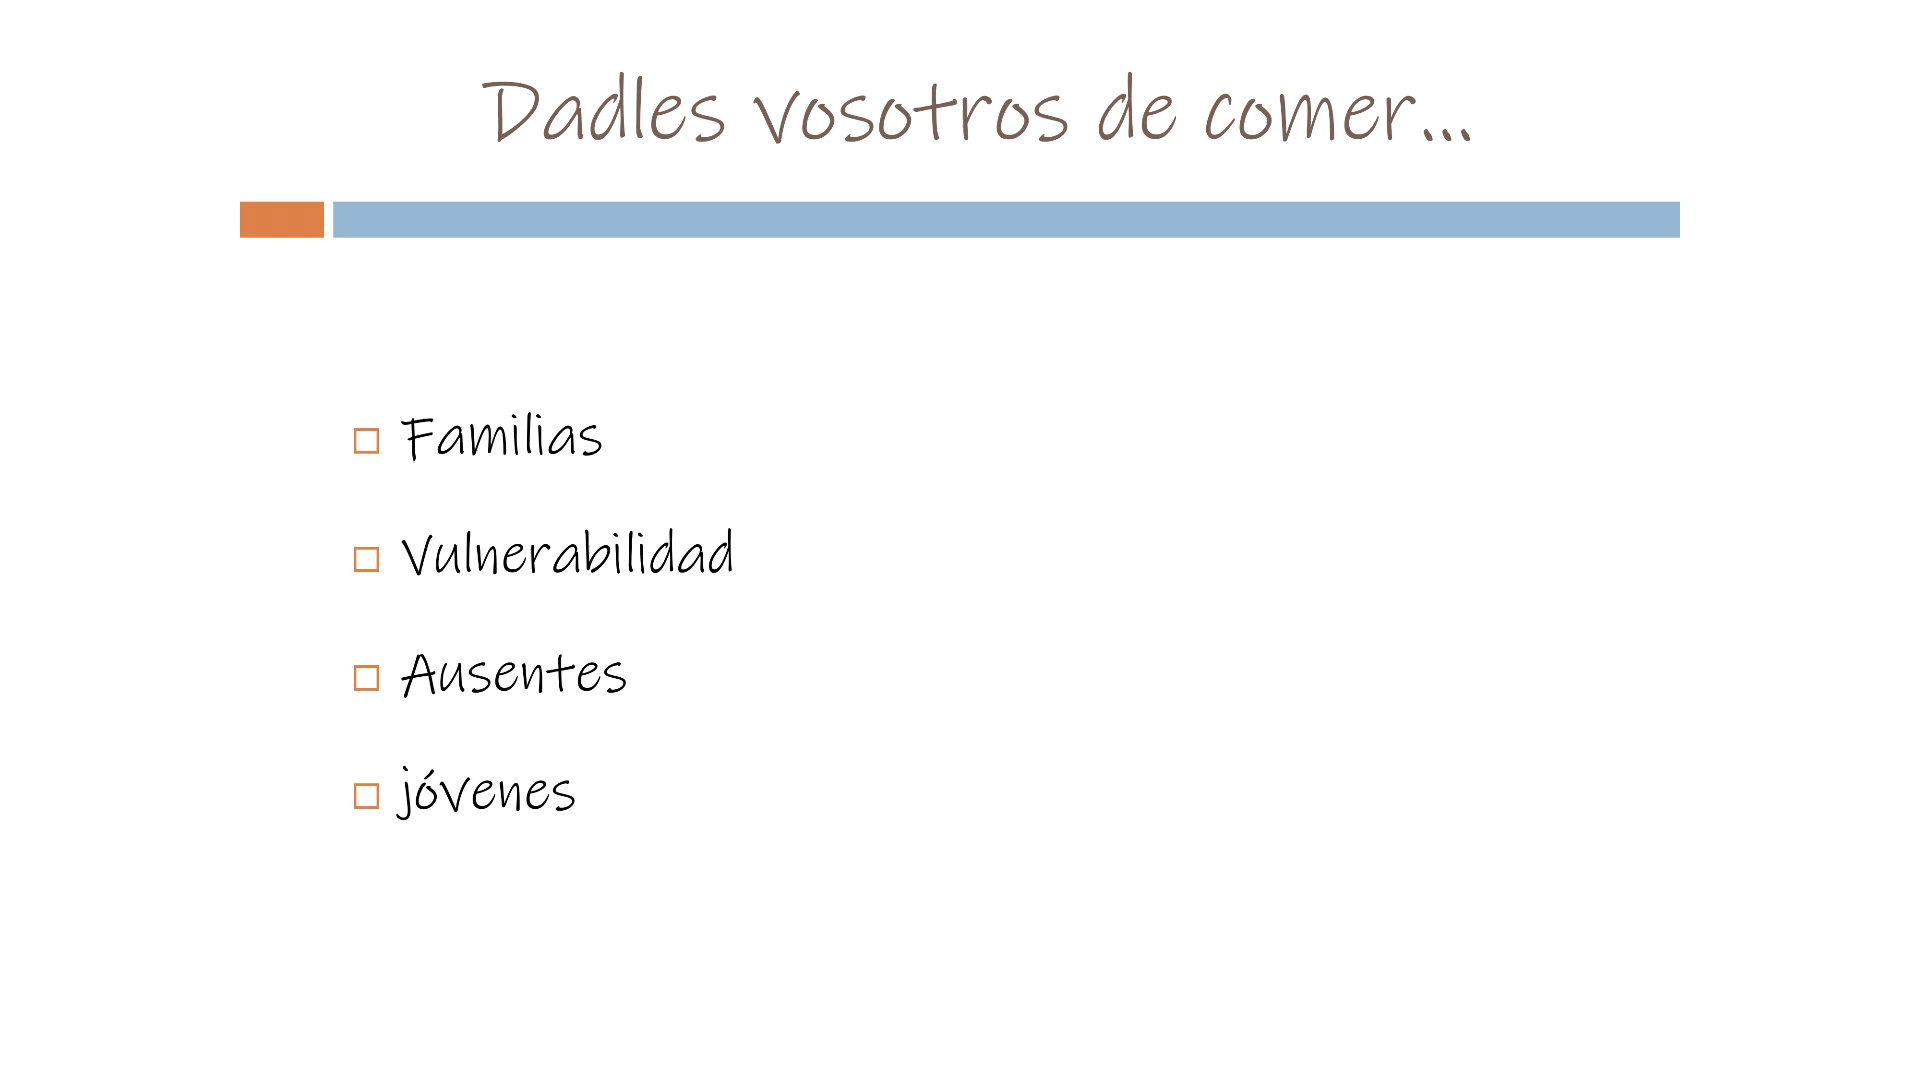 Dadles vosotros de comer...
Familias
Vulnerabilidad
Ausentes
jóvenes